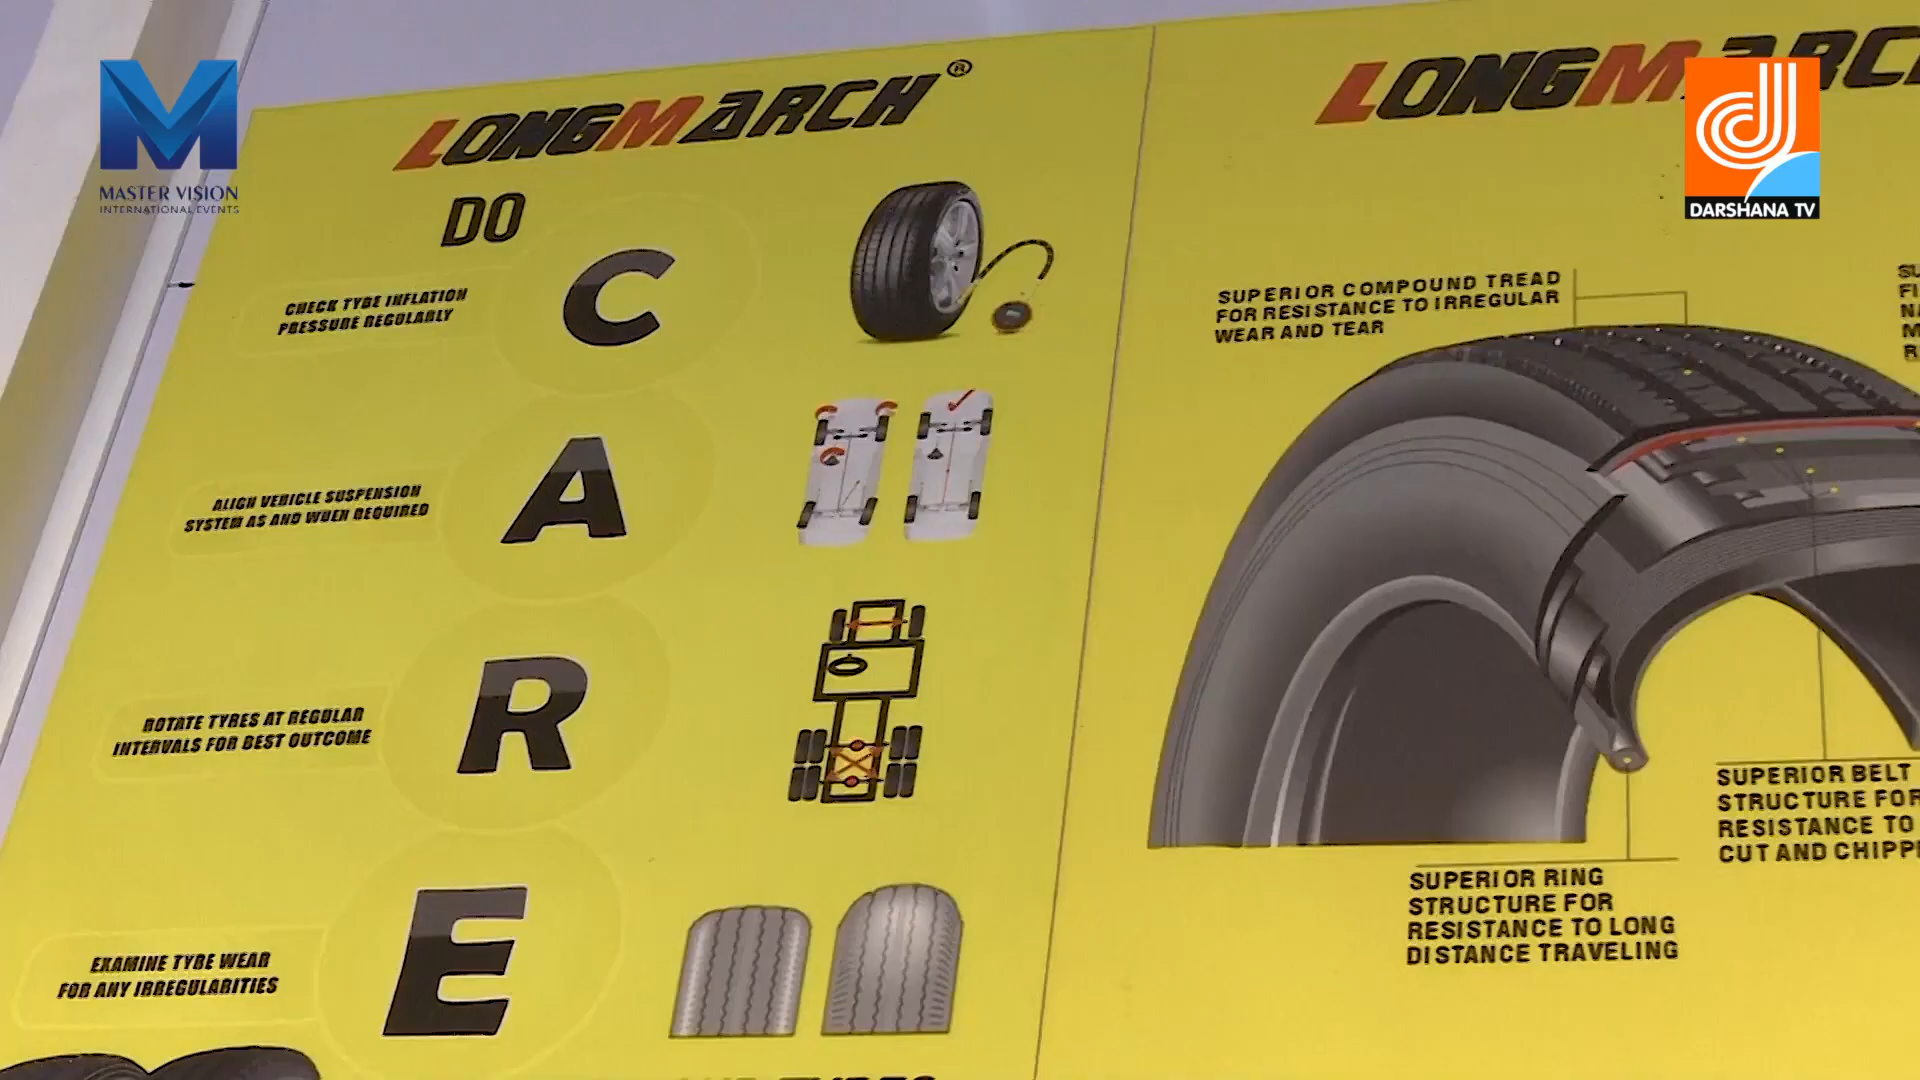 MASTER VISION
INTERNATIONAL EVENTS
DARSHANA TV
LONGMARCH®
DO
CHECK TYRE INFLATION
PRESSURE REGULARLY
C
ALIGN VEHICLE SUSPENSION
SYSTEM AS AND WHEN REQUIRED
A
ROTATE TYRES AT REGULAR
INTERVALS FOR BEST OUTCOME
R
EXAMINE TYRE WEAR
FOR ANY IRREGULARITIES
E
LONGMARC
SUPERIOR COMPOUND TREAD
FOR RESISTANCE TO IRREGULAR
WEAR AND TEAR
SUPERIOR BELT
STRUCTURE FOR
RESISTANCE TO
CUT AND CHIPP
SUPERIOR RING
STRUCTURE FOR
RESISTANCE TO LONG
DISTANCE TRAVELING